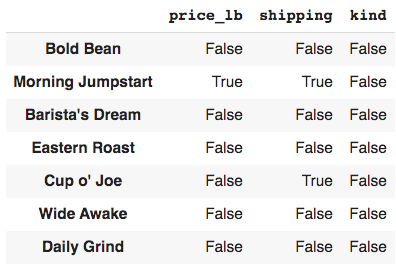 price_lb shipping kind
Bold Bean False False False
Morning Jumpstart True True False
Barista's Dream False False False
Eastern Roast False False False
Cup o' Joe False True False
Wide Awake False False False
Daily Grind False False False